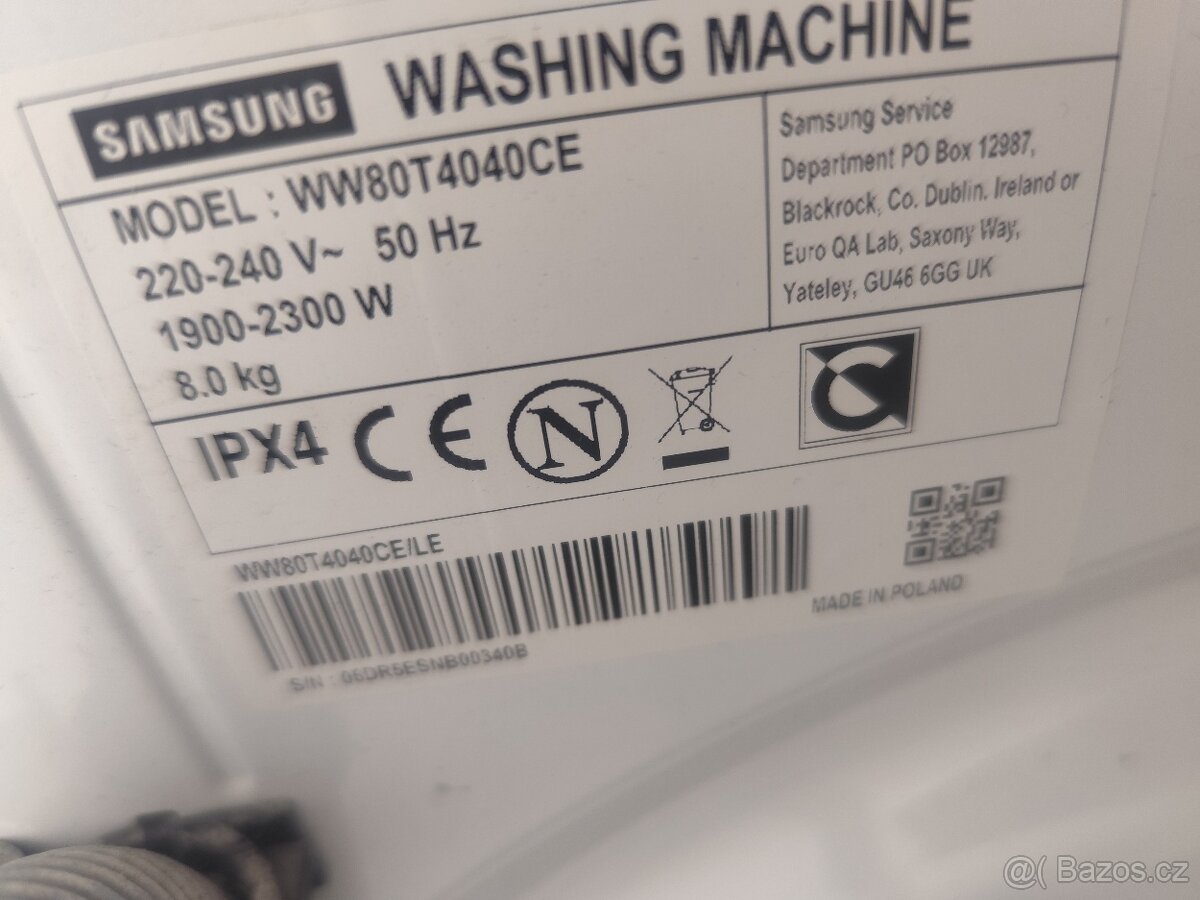 SAMSUNG WASHING MACHINE
MODEL : WW80T4040CE
220-240 V~ 50 Hz
1900-2300 W
8.0 kg
Samsung Service
Department PO Box 12987,
Blackrock, Co. Dublin. Ireland or
Euro QA Lab, Saxony Way,
Yateley, GU46 6GG UK
IPX4 CE N C
WW80T4040CE/LE
S/N : 06DR5ESNB00340B
MADE IN POLAND
@( Bazos.cz